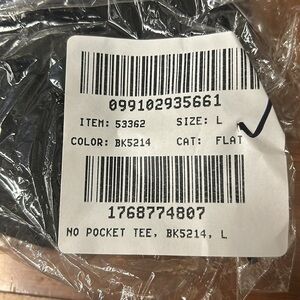 099102935661
ITEM: 53362 SIZE: L
COLOR: BK5214 CAT: FLAT
1768774807
NO POCKET TEE, BK5214, L